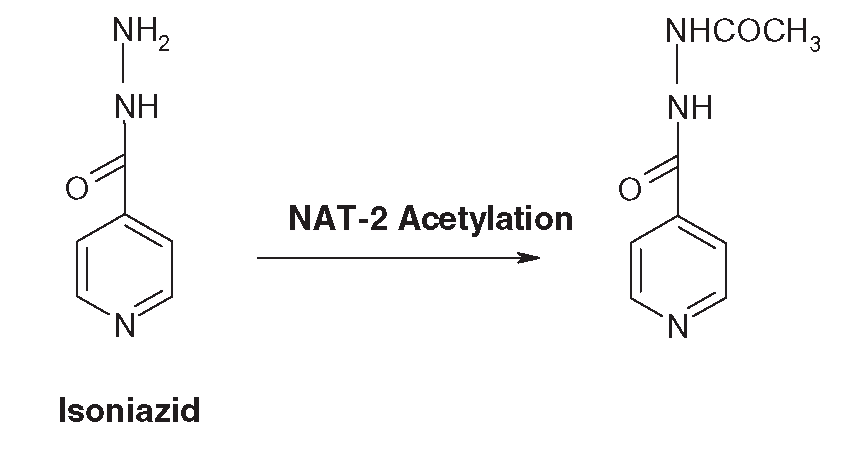 NH2
NHCOCH3
NH
NH
O
O
NAT-2 Acetylation
N
N
Isoniazid